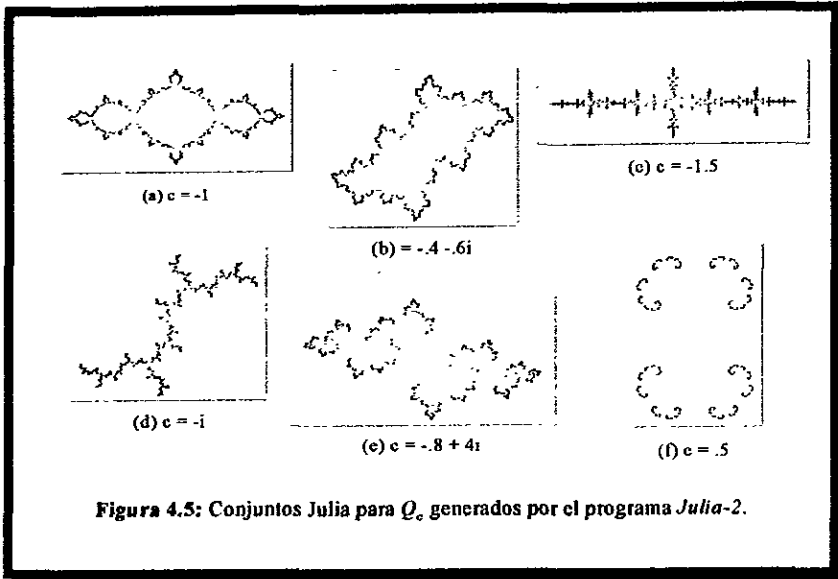 (a) c = -1
(b) = -.4 -.6i
(c) c = -1.5
(d) c = -i
(e) c = -.8 + 4i
(f) c = .5
Figura 4.5: Conjuntos Julia para Qc generados por el programa Julia-2.